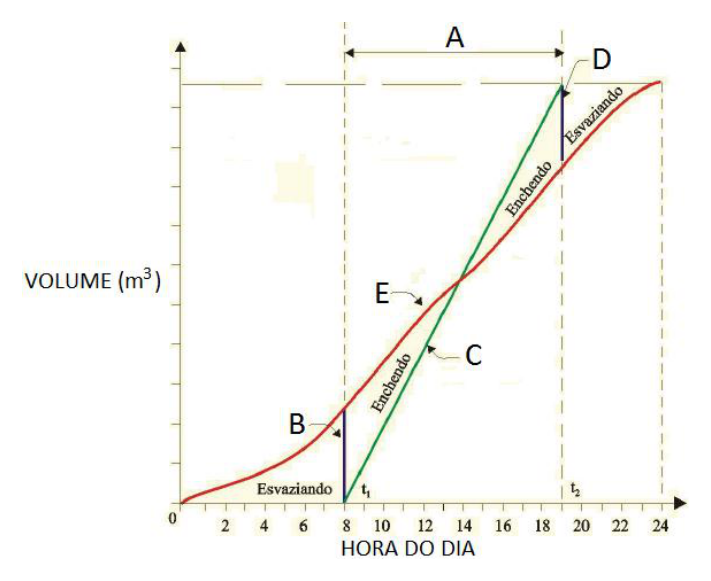 A
D
Esvaziando
Enchendo
VOLUME (m³)
E
C
Enchendo
B
Esvaziando
t₁
t₂
0 2 4 6 8 10 12 14 16 18 19 20 22 24
HORA DO DIA